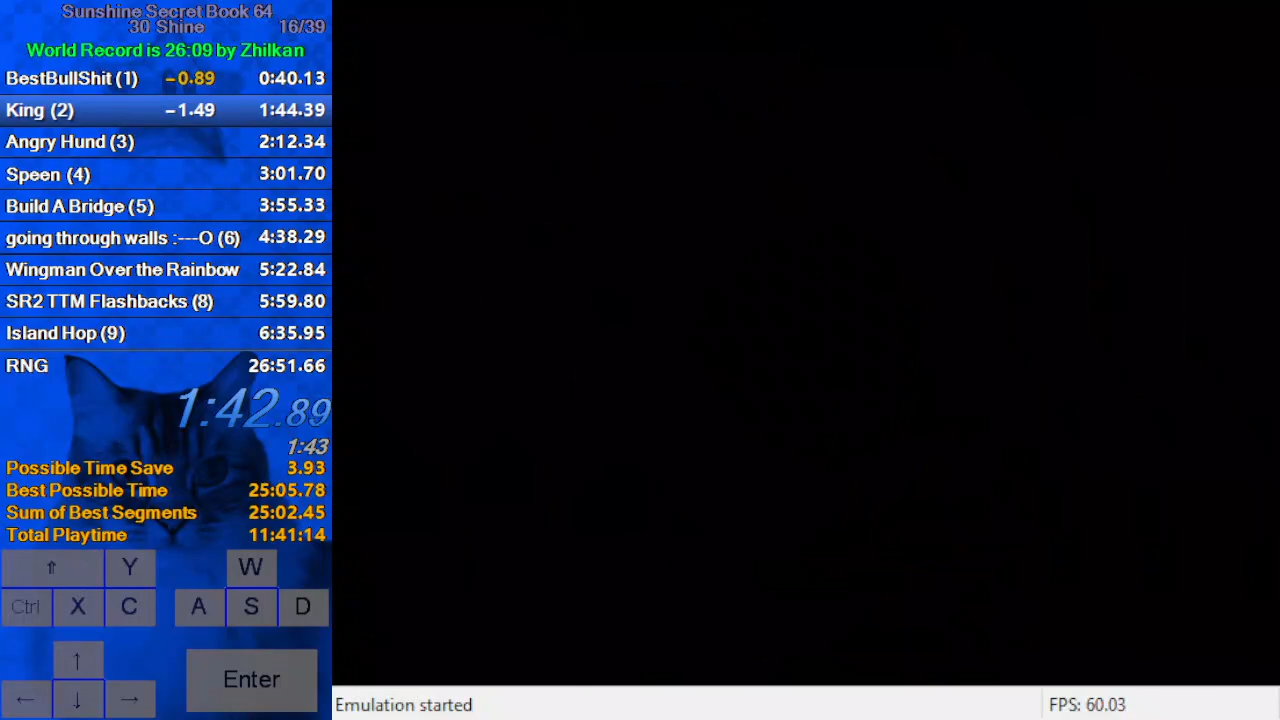 Sunshine Secret Book 64
30 Shine 16/39
World Record is 26:09 by Zhilkan
BestBullShit (1) −0.89 0:40.13
King (2) −1.49 1:44.39
Angry Hund (3) 2:12.34
Speen (4) 3:01.70
Build A Bridge (5) 3:55.33
going through walls :---O (6) 4:38.29
Wingman Over the Rainbow 5:22.84
SR2 TTM Flashbacks (8) 5:59.80
Island Hop (9) 6:35.95
RNG 26:51.66
1:42.89
1:43
Possible Time Save 3.93
Best Possible Time 25:05.78
Sum of Best Segments 25:02.45
Total Playtime 11:41:14
⇑ Y W
Ctrl X C A S D
↑
Enter
← ↓ →
Emulation started FPS: 60.03